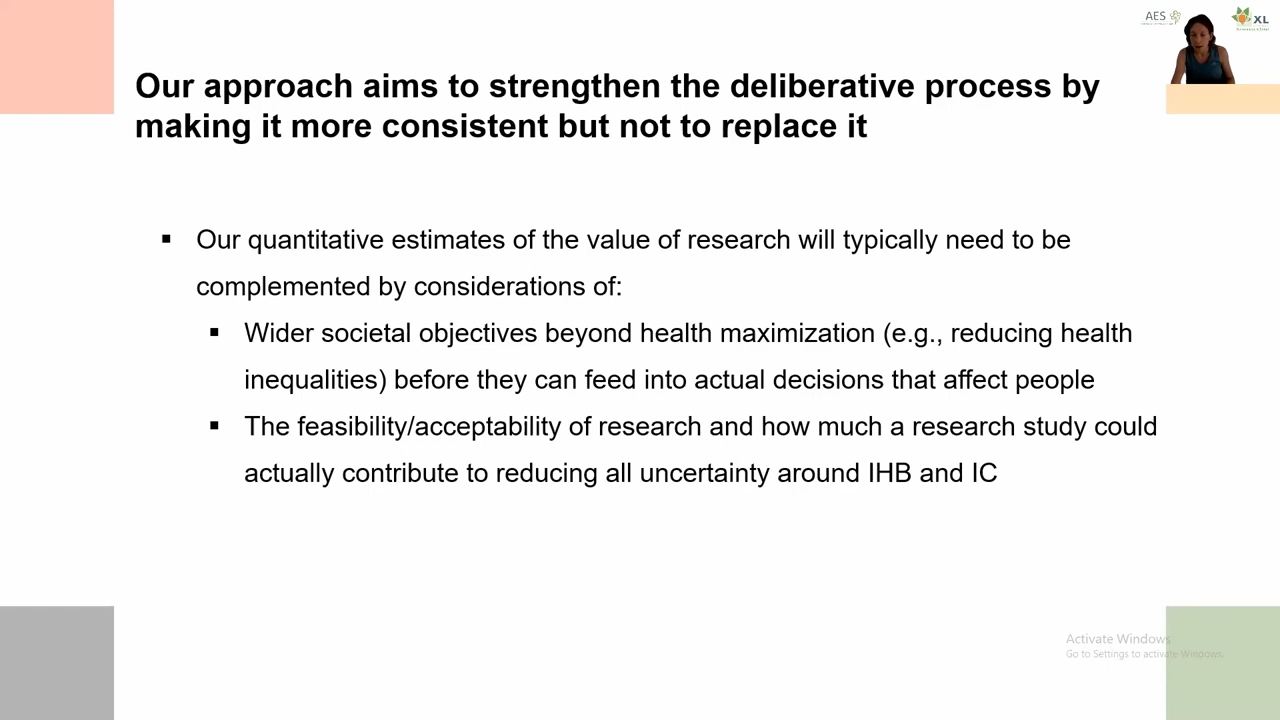 AES
XL
Our approach aims to strengthen the deliberative process by
making it more consistent but not to replace it
▪ Our quantitative estimates of the value of research will typically need to be
complemented by considerations of:
▪ Wider societal objectives beyond health maximization (e.g., reducing health
inequalities) before they can feed into actual decisions that affect people
▪ The feasibility/acceptability of research and how much a research study could
actually contribute to reducing all uncertainty around IHB and IC
Activate Windows
Go to Settings to activate Windows.